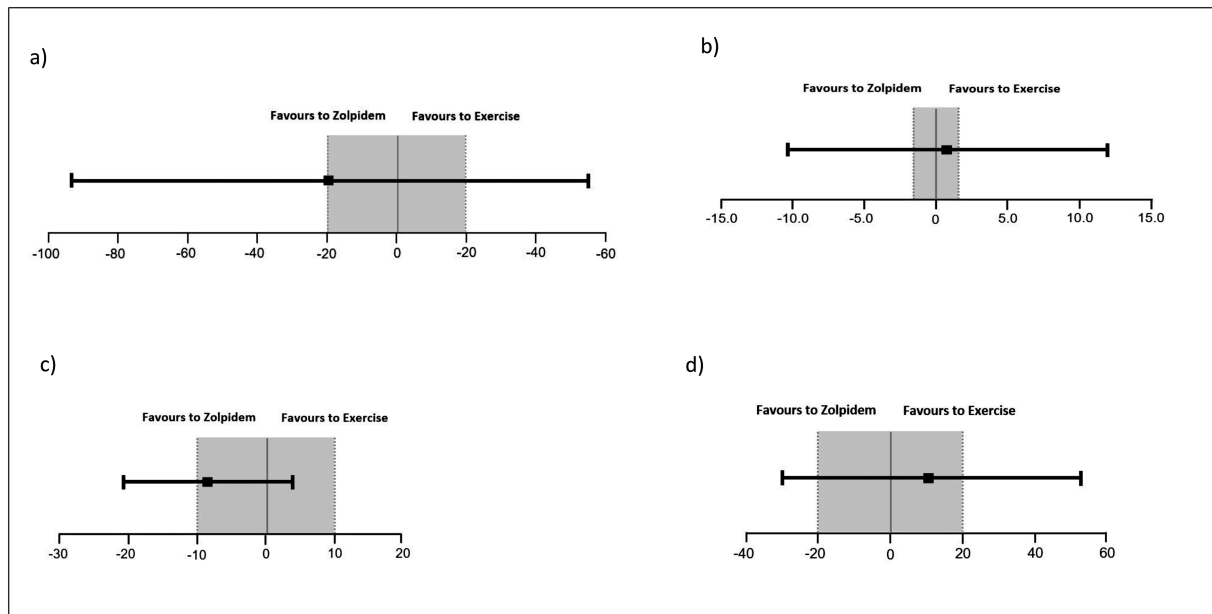 a)
Favours to Zolpidem Favours to Exercise
-100 -80 -60 -40 -20 0 -20 -40 -60
b)
Favours to Zolpidem Favours to Exercise
-15.0 -10.0 -5.0 0 5.0 10.0 15.0
c)
Favours to Zolpidem Favours to Exercise
-30 -20 -10 0 10 20
d)
Favours to Zolpidem Favours to Exercise
-40 -20 0 20 40 60